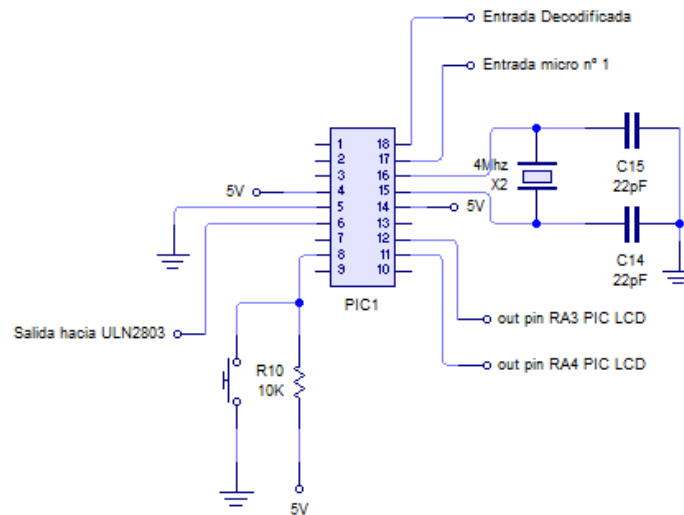 Entrada Decodificada
Entrada micro nº 1
1 18
2 17
3 16
4 15
5 14
6 13
7 12
8 11
9 10
PIC1
5V
5V
4Mhz
X2
C15
22pF
C14
22pF
Salida hacia ULN2803
out pin RA3 PIC LCD
out pin RA4 PIC LCD
R10
10K
5V